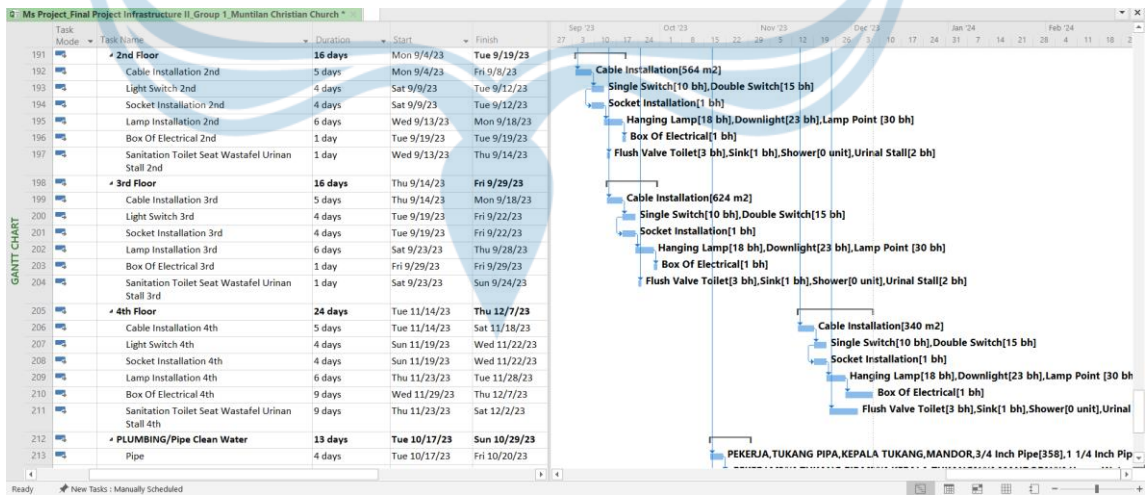 Ms Project_Final Project Infrastructure II_Group 1_Muntilan Christian Church *
Task Mode Task Name Duration Start Finish
Sep '23 Oct '23 Nov '23 Dec '23 Jan '24 Feb '24
27 3 10 17 24 1 8 15 22 29 5 12 19 26 3 10 17 24 31 7 14 21 28 4 11 18
191 2nd Floor 16 days Mon 9/4/23 Tue 9/19/23
192 Cable Installation 2nd 5 days Mon 9/4/23 Fri 9/8/23 Cable Installation[564 m2]
193 Light Switch 2nd 4 days Sat 9/9/23 Tue 9/12/23 Single Switch[10 bh],Double Switch[15 bh]
194 Socket Installation 2nd 4 days Sat 9/9/23 Tue 9/12/23 Socket Installation[1 bh]
195 Lamp Installation 2nd 6 days Wed 9/13/23 Mon 9/18/23 Hanging Lamp[18 bh],Downlight[23 bh],Lamp Point [30 bh]
196 Box Of Electrical 2nd 1 day Tue 9/19/23 Tue 9/19/23 Box Of Electrical[1 bh]
197 Sanitation Toilet Seat Wastafel Urinan 1 day Wed 9/13/23 Thu 9/14/23 Flush Valve Toilet[3 bh],Sink[1 bh],Shower[0 unit],Urinal Stall[2 bh]
Stall 2nd
198 3rd Floor 16 days Thu 9/14/23 Fri 9/29/23
199 Cable Installation 3rd 5 days Thu 9/14/23 Mon 9/18/23 Cable Installation[624 m2]
200 Light Switch 3rd 4 days Tue 9/19/23 Fri 9/22/23 Single Switch[10 bh],Double Switch[15 bh]
201 Socket Installation 3rd 4 days Tue 9/19/23 Fri 9/22/23 Socket Installation[1 bh]
202 Lamp Installation 3rd 6 days Sat 9/23/23 Thu 9/28/23 Hanging Lamp[18 bh],Downlight[23 bh],Lamp Point [30 bh]
203 Box Of Electrical 3rd 1 day Fri 9/29/23 Fri 9/29/23 Box Of Electrical[1 bh]
204 Sanitation Toilet Seat Wastafel Urinan 1 day Sat 9/23/23 Sun 9/24/23 Flush Valve Toilet[3 bh],Sink[1 bh],Shower[0 unit],Urinal Stall[2 bh]
Stall 3rd
205 4th Floor 24 days Tue 11/14/23 Thu 12/7/23
206 Cable Installation 4th 5 days Tue 11/14/23 Sat 11/18/23 Cable Installation[340 m2]
207 Light Switch 4th 4 days Sun 11/19/23 Wed 11/22/23 Single Switch[10 bh],Double Switch[15 bh]
208 Socket Installation 4th 4 days Sun 11/19/23 Wed 11/22/23 Socket Installation[1 bh]
209 Lamp Installation 4th 6 days Thu 11/23/23 Tue 11/28/23 Hanging Lamp[18 bh],Downlight[23 bh],Lamp Point [30 bh
210 Box Of Electrical 4th 9 days Wed 11/29/23 Thu 12/7/23 Box Of Electrical[1 bh]
211 Sanitation Toilet Seat Wastafel Urinan 9 days Thu 11/23/23 Sat 12/2/23 Flush Valve Toilet[3 bh],Sink[1 bh],Shower[0 unit],Urinal
Stall 4th
212 PLUMBING/Pipe Clean Water 13 days Tue 10/17/23 Sun 10/29/23
213 Pipe 4 days Tue 10/17/23 Fri 10/20/23 PEKERJA,TUKANG PIPA,KEPALA TUKANG,MANDOR,3/4 Inch Pipe[358],1 1/4 Inch Pip
GANTT CHART
Ready New Tasks : Manually Scheduled